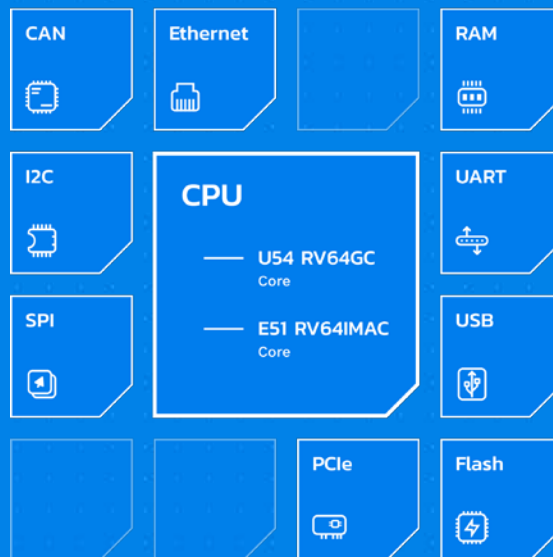 CAN
Ethernet
RAM
I2C
CPU
U54 RV64GC
Core
E51 RV64IMAC
Core
UART
SPI
USB
PCIe
Flash